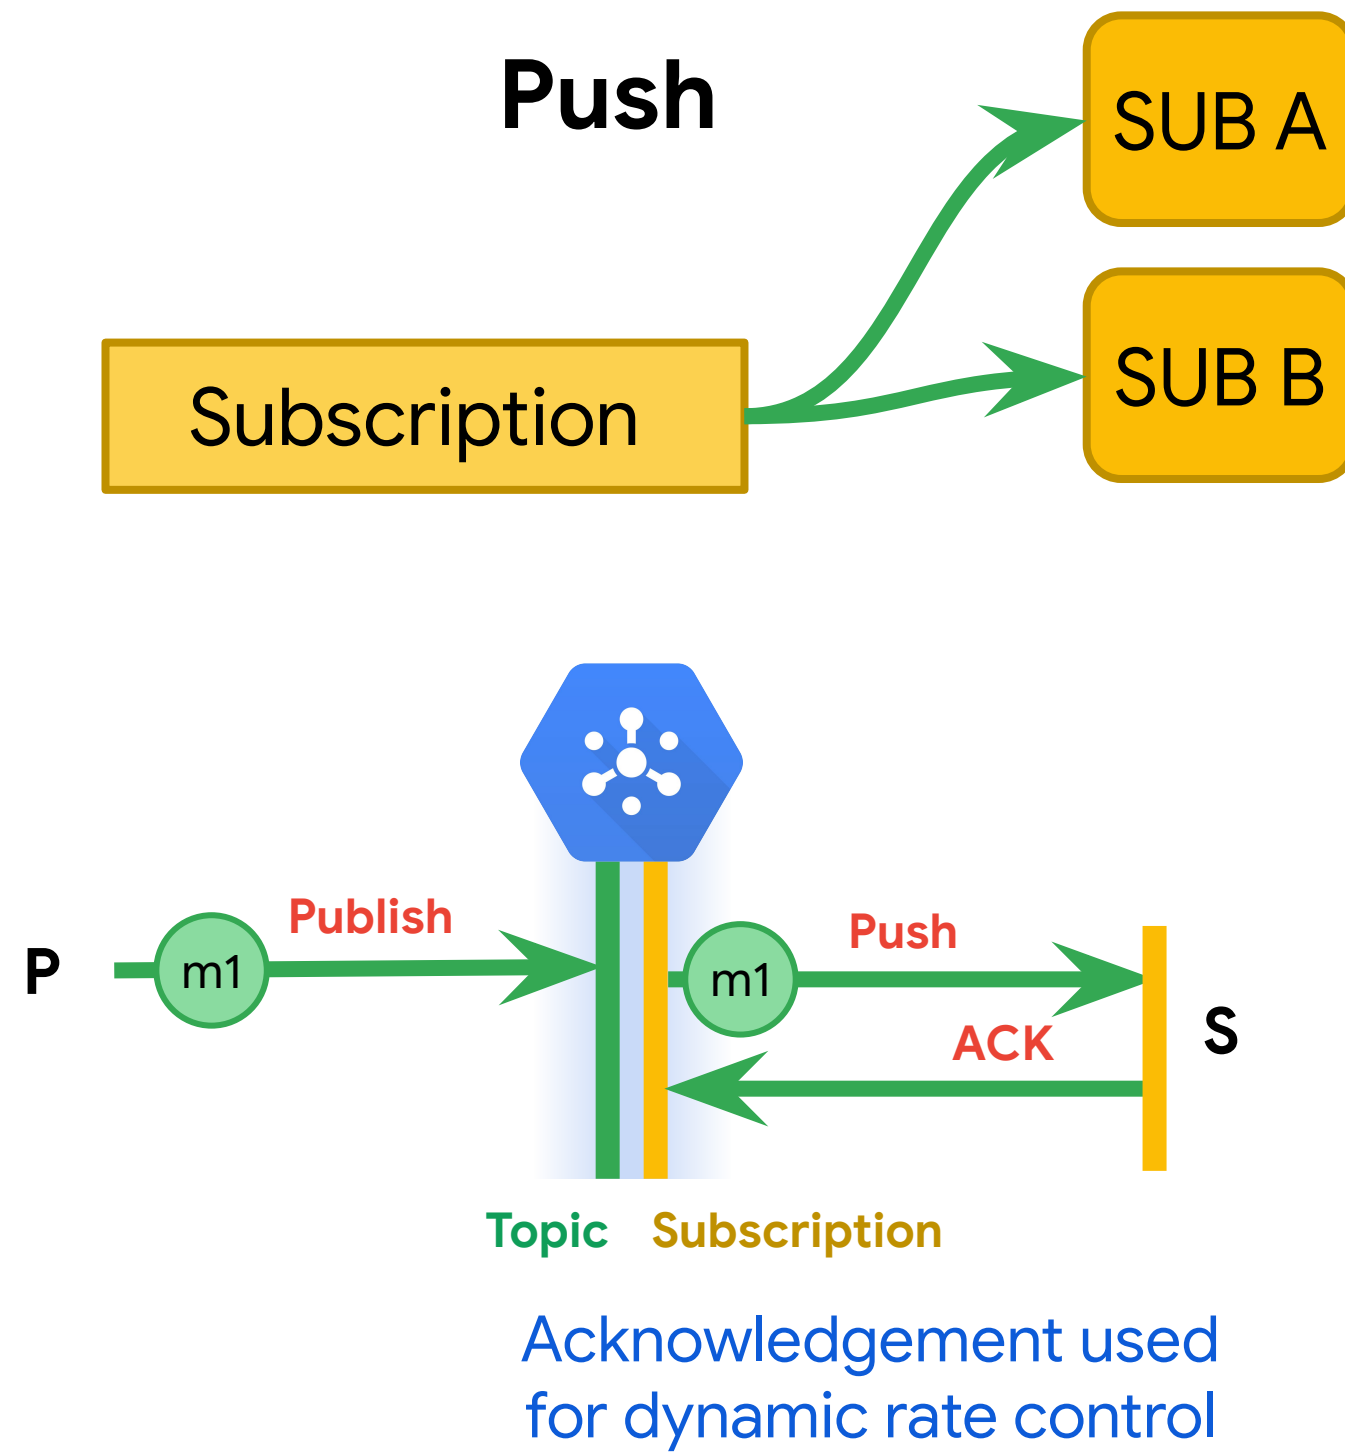 Push
SUB A
SUB B
Subscription
Publish
Push
P
m1
m1
ACK
S
Topic
Subscription
Acknowledgement used
for dynamic rate control